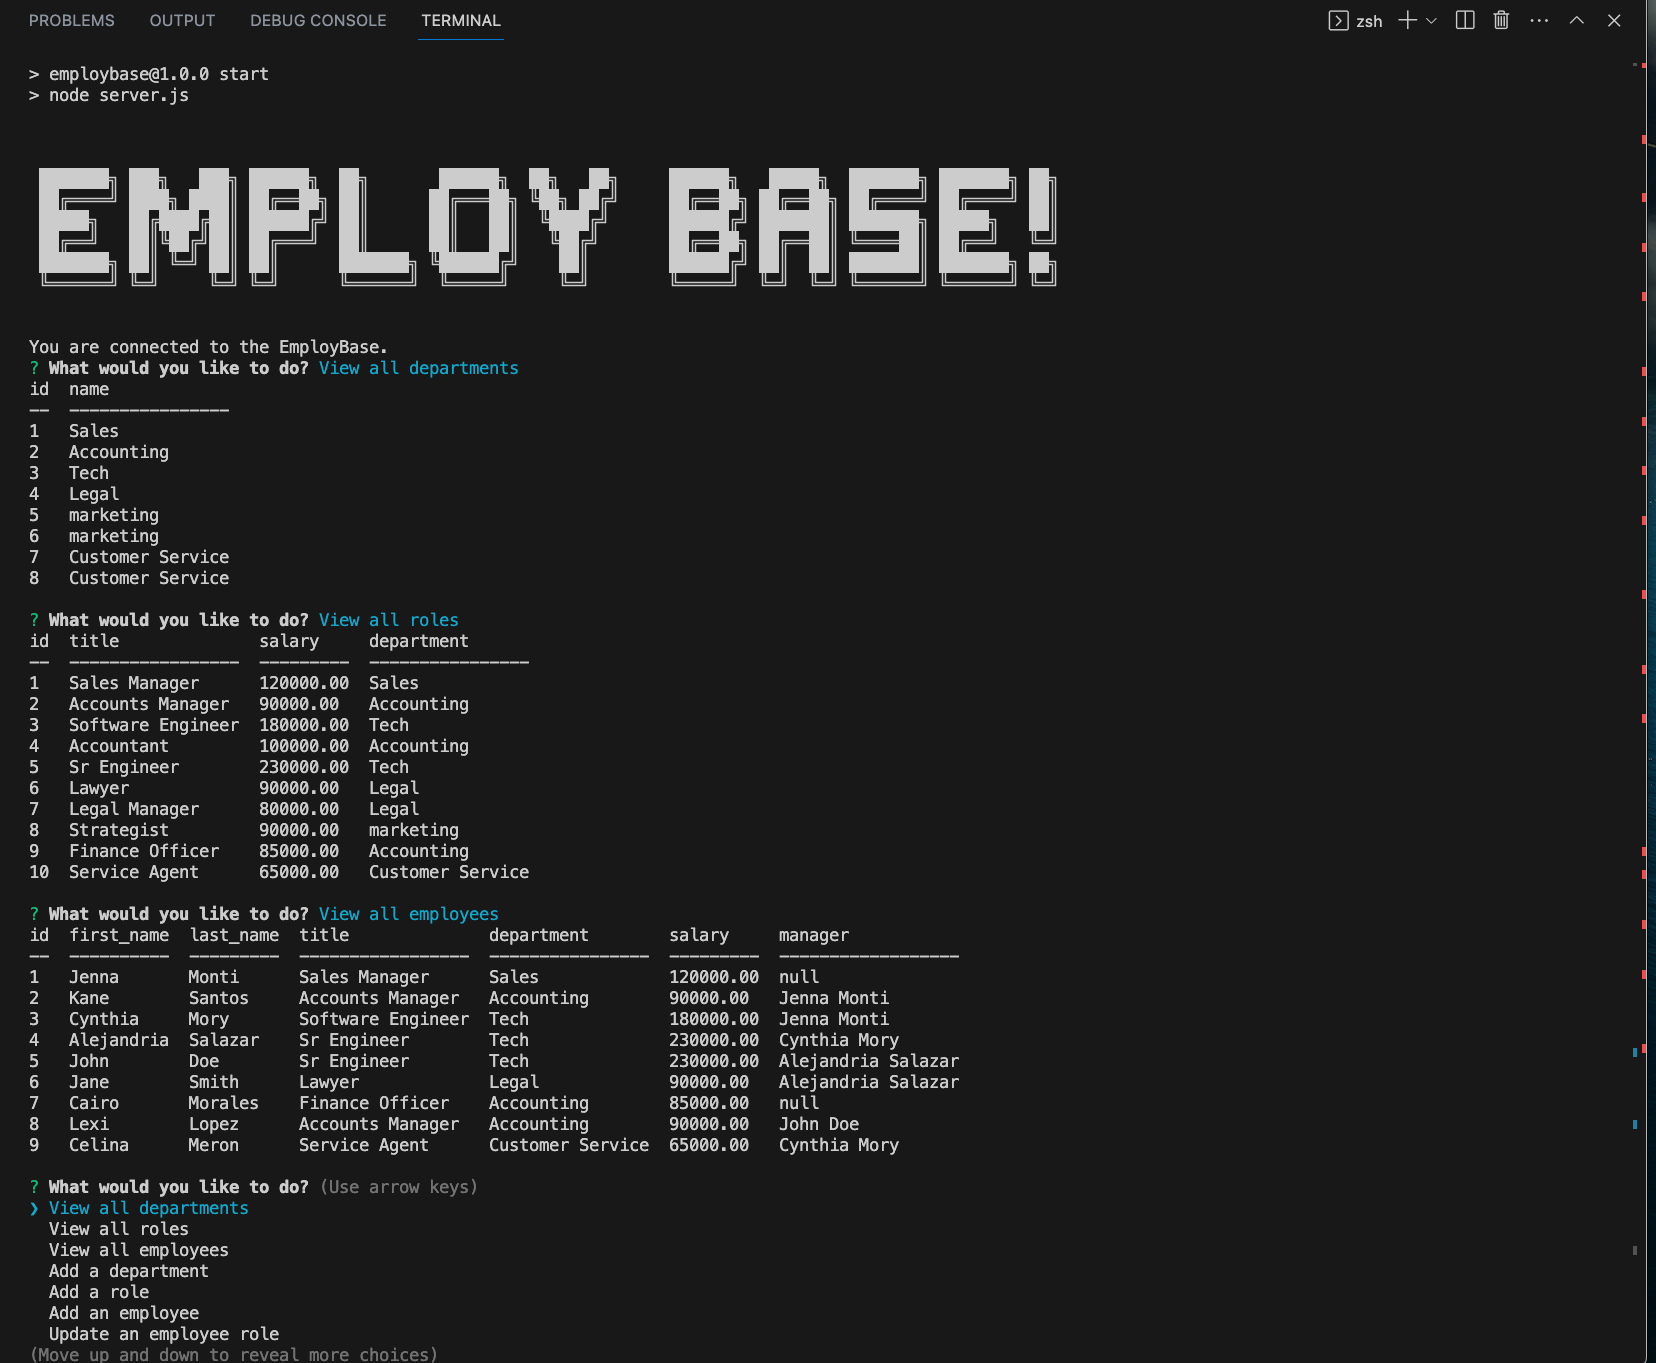 PROBLEMS OUTPUT DEBUG CONSOLE TERMINAL zsh
> employbase@1.0.0 start
> node server.js
EMPLOY BASE!
You are connected to the EmployBase.
? What would you like to do? View all departments
id  name
--  ----------------
1   Sales
2   Accounting
3   Tech
4   Legal
5   marketing
6   marketing
7   Customer Service
8   Customer Service
? What would you like to do? View all roles
id  title              salary     department
--  -----------------  ---------  ----------------
1   Sales Manager      120000.00  Sales
2   Accounts Manager   90000.00   Accounting
3   Software Engineer  180000.00  Tech
4   Accountant         100000.00  Accounting
5   Sr Engineer        230000.00  Tech
6   Lawyer             90000.00   Legal
7   Legal Manager      80000.00   Legal
8   Strategist         90000.00   marketing
9   Finance Officer    85000.00   Accounting
10  Service Agent      65000.00   Customer Service
? What would you like to do? View all employees
id  first_name  last_name  title              department        salary     manager
--  ----------  ---------  -----------------  ----------------  ---------  ------------------
1   Jenna       Monti      Sales Manager      Sales             120000.00  null
2   Kane        Santos     Accounts Manager   Accounting        90000.00   Jenna Monti
3   Cynthia     Mory       Software Engineer  Tech              180000.00  Jenna Monti
4   Alejandria  Salazar    Sr Engineer        Tech              230000.00  Cynthia Mory
5   John        Doe        Sr Engineer        Tech              230000.00  Alejandria Salazar
6   Jane        Smith      Lawyer             Legal             90000.00   Alejandria Salazar
7   Cairo       Morales    Finance Officer    Accounting        85000.00   null
8   Lexi        Lopez      Accounts Manager   Accounting        90000.00   John Doe
9   Celina      Meron      Service Agent      Customer Service  65000.00   Cynthia Mory
? What would you like to do? (Use arrow keys)
❯ View all departments
  View all roles
  View all employees
  Add a department
  Add a role
  Add an employee
  Update an employee role
(Move up and down to reveal more choices)